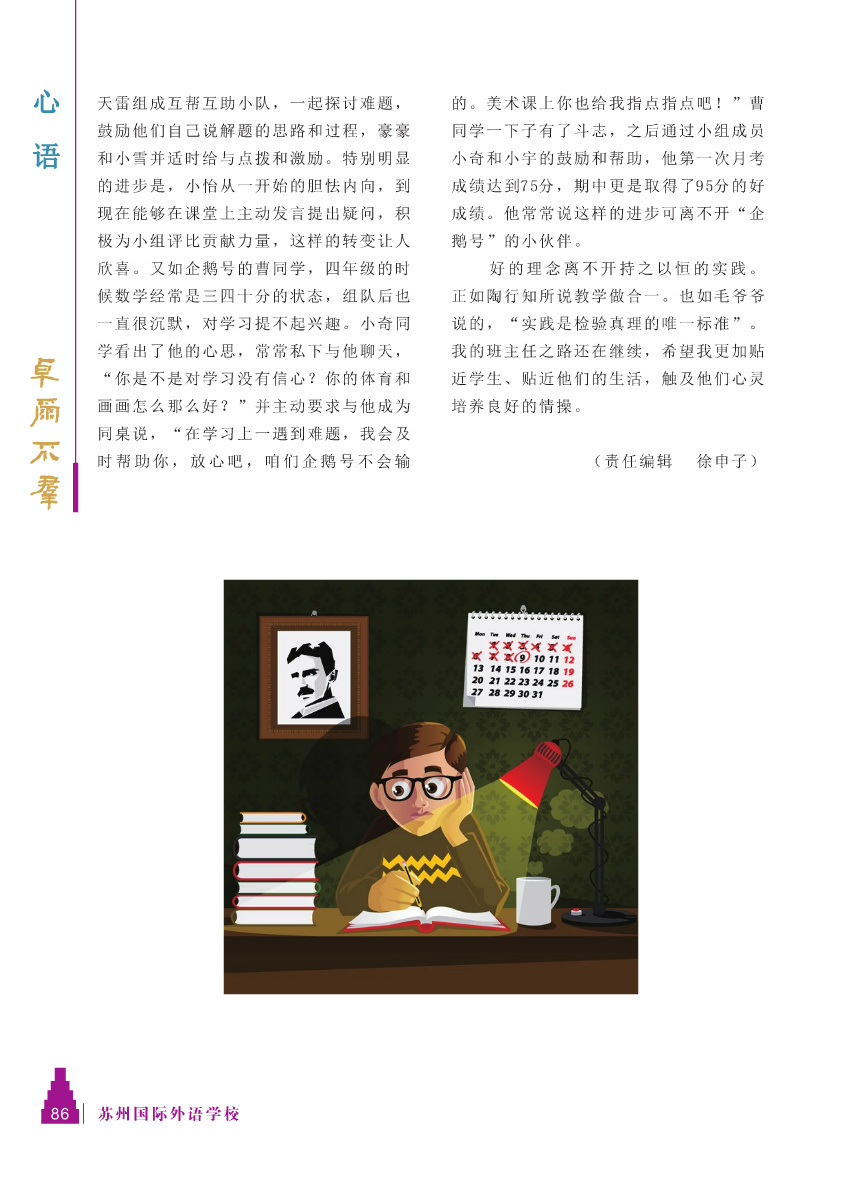 心
语
卓
尔
不
群
天雷组成互帮互助小队，一起探讨难题，
鼓励他们自己说解题的思路和过程，豪豪
和小雪并适时给与点拨和激励。特别明显
的进步是，小怡从一开始的胆怯内向，到
现在能够在课堂上主动发言提出疑问，积
极为小组评比贡献力量，这样的转变让人
欣喜。又如企鹅号的曹同学，四年级的时
候数学经常是三四十分的状态，组队后也
一直很沉默，对学习提不起兴趣。小奇同
学看出了他的心思，常常私下与他聊天，
“你是不是对学习没有信心？你的体育和
画画怎么那么好？”并主动要求与他成为
同桌说，“在学习上一遇到难题，我会及
时帮助你，放心吧，咱们企鹅号不会输
的。美术课上你也给我指点指点吧！”曹
同学一下子有了斗志，之后通过小组成员
小奇和小宇的鼓励和帮助，他第一次月考
成绩达到75分，期中更是取得了95分的好
成绩。他常常说这样的进步可离不开“企
鹅号”的小伙伴。
好的理念离不开持之以恒的实践。
正如陶行知所说教学做合一。也如毛爷爷
说的，“实践是检验真理的唯一标准”。
我的班主任之路还在继续，希望我更加贴
近学生、贴近他们的生活，触及他们心灵
培养良好的情操。
（责任编辑 徐申子）
Mon Tue Wed Thu Fri Sat Sun
1 2 3 4 5
6 7 8 9 10 11 12
13 14 15 16 17 18 19
20 21 22 23 24 25 26
27 28 29 30 31
86 苏州国际外语学校